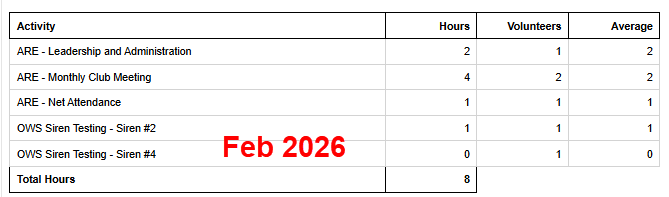 Activity Hours Volunteers Average
ARE - Leadership and Administration 2 1 2
ARE - Monthly Club Meeting 4 2 2
ARE - Net Attendance 1 1 1
OWS Siren Testing - Siren #2 1 1 1
Feb 2026
OWS Siren Testing - Siren #4 0 1 0
Total Hours 8